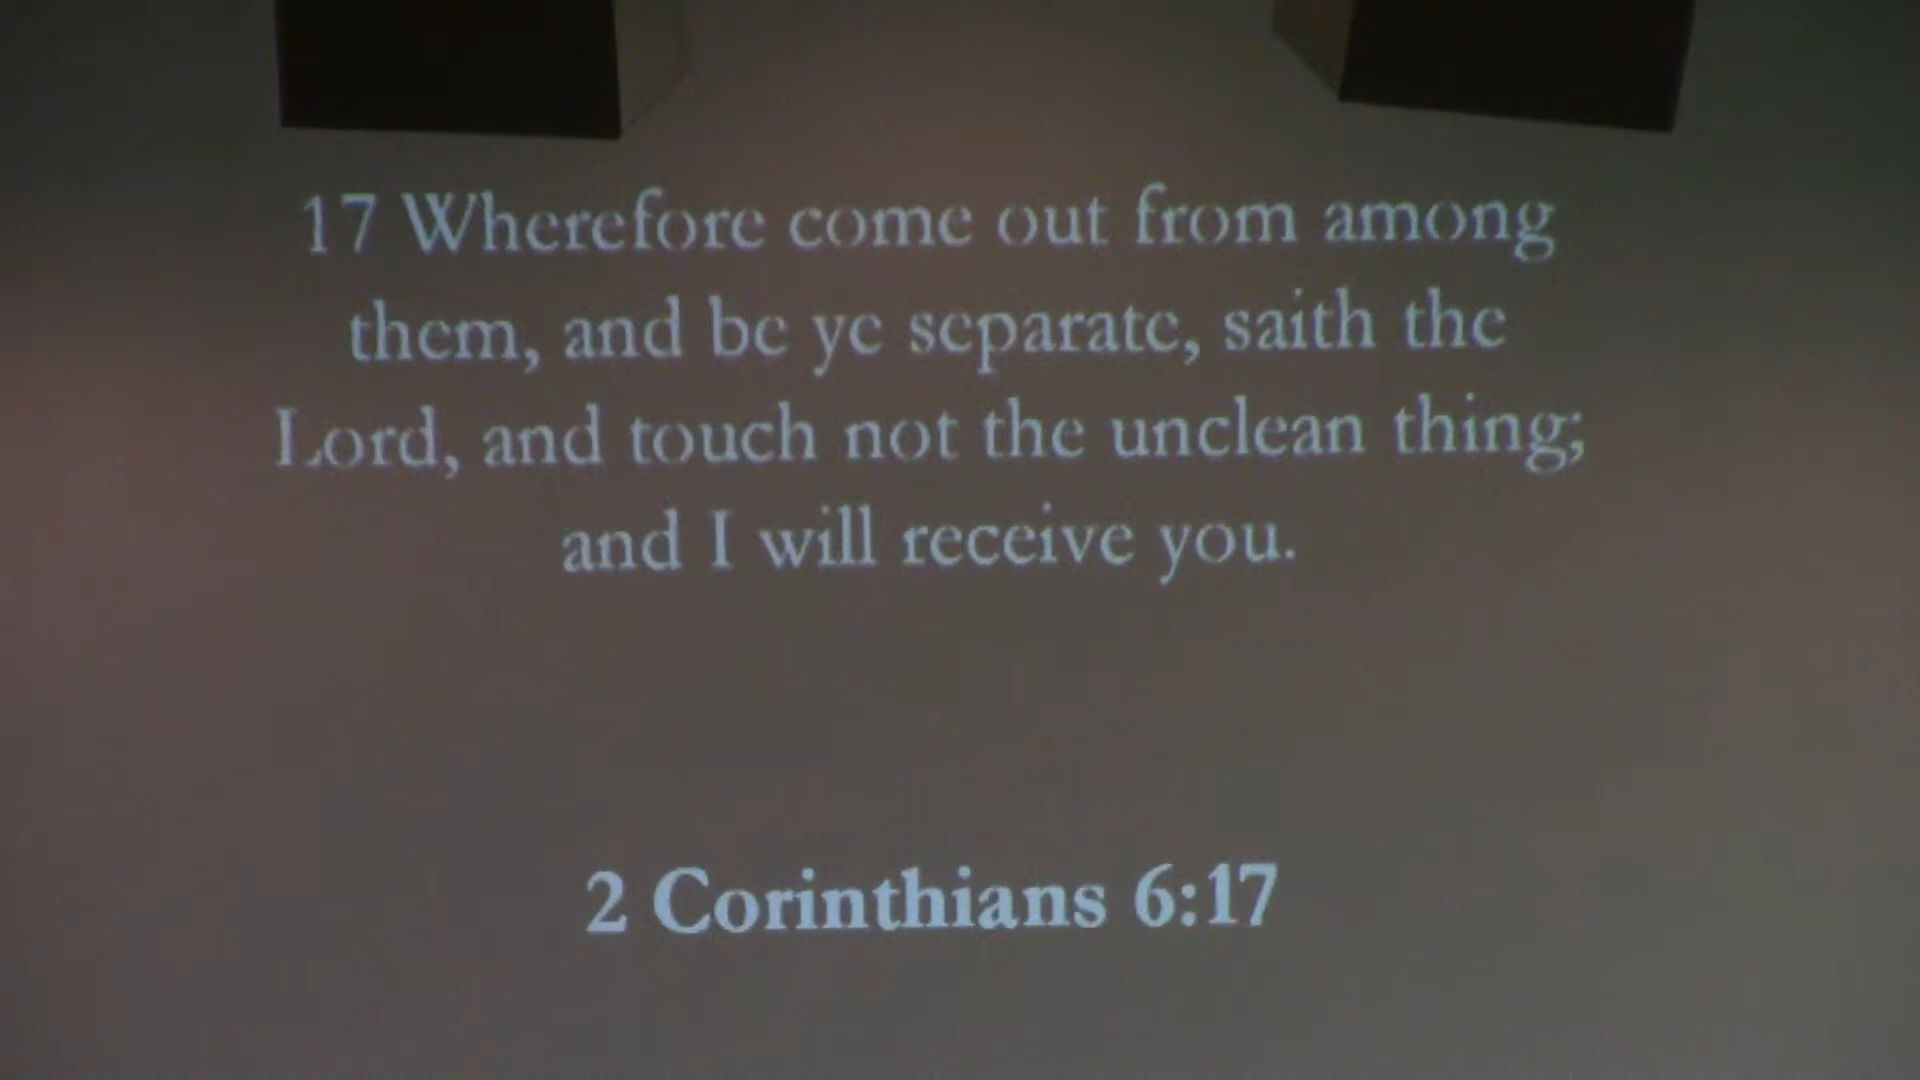 17 Wherefore come out from among
them, and be ye separate, saith the
Lord, and touch not the unclean thing;
and I will receive you.
2 Corinthians 6:17